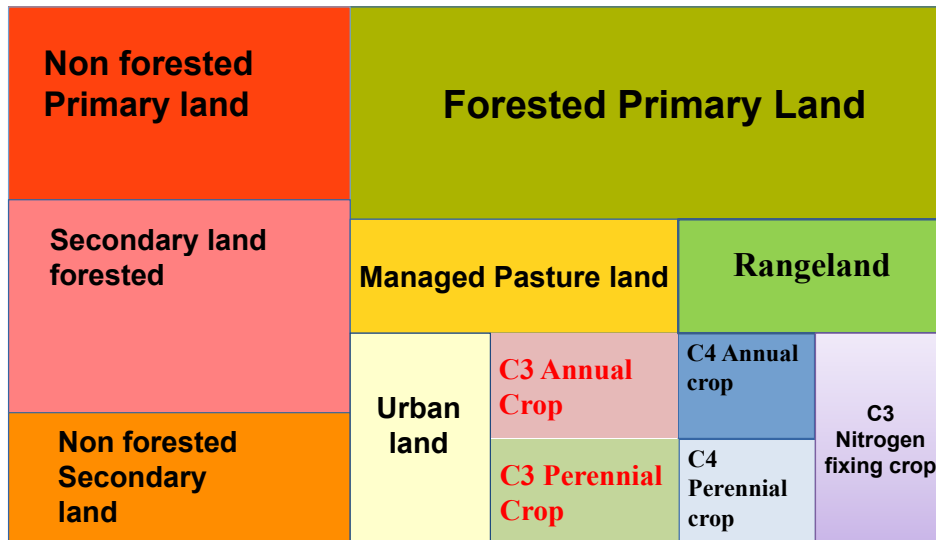 Non forested
Primary land
Forested Primary Land
Secondary land
forested
Managed Pasture land
Rangeland
Non forested
Secondary
land
Urban
land
C3 Annual
Crop
C3 Perennial
Crop
C4 Annual
crop
C4
Perennial
crop
C3
Nitrogen
fixing crop